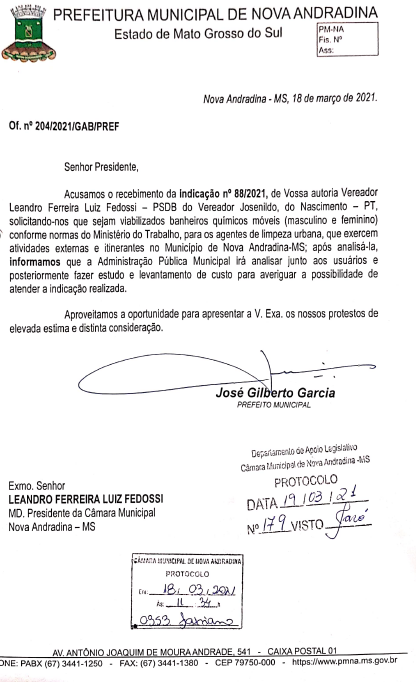 PREFEITURA MUNICIPAL DE NOVA ANDRADINA
Estado de Mato Grosso do Sul
PM-NA
Fls. Nº
Ass:
Nova Andradina - MS, 18 de março de 2021.
Of. nº 204/2021/GAB/PREF
Senhor Presidente,
Acusamos o recebimento da indicação nº 88/2021, de Vossa autoria Vereador
Leandro Ferreira Luiz Fedossi – PSDB do Vereador Josenildo, do Nascimento – PT,
solicitando-nos que sejam viabilizados banheiros químicos móveis (masculino e feminino)
conforme normas do Ministério do Trabalho, para os agentes de limpeza urbana, que exercem
atividades externas e itinerantes no Município de Nova Andradina-MS; após analisá-la,
informamos que a Administração Pública Municipal irá analisar junto aos usuários e
posteriormente fazer estudo e levantamento de custo para averiguar a possibilidade de
atender a indicação realizada.
Aproveitamos a oportunidade para apresentar a V. Exa. os nossos protestos de
elevada estima e distinta consideração.
José Gilberto Garcia
PREFEITO MUNICIPAL
Departamento de Apoio Legislativo
Câmara Municipal de Nova Andradina -MS
PROTOCOLO
DATA 19/03/21
Nº 179 VISTO
Exmo. Senhor
LEANDRO FERREIRA LUIZ FEDOSSI
MD. Presidente da Câmara Municipal
Nova Andradina – MS
CÂMARA MUNICIPAL DE NOVA ANDRADINA
PROTOCOLO
Em: 18, 03, 2021
Às: 11 34 h
0353
AV. ANTÔNIO JOAQUIM DE MOURA ANDRADE, 541 - CAIXA POSTAL 01
ONE: PABX (67) 3441-1250 - FAX: (67) 3441-1380 - CEP 79750-000 - https://www.pmna.ms.gov.br